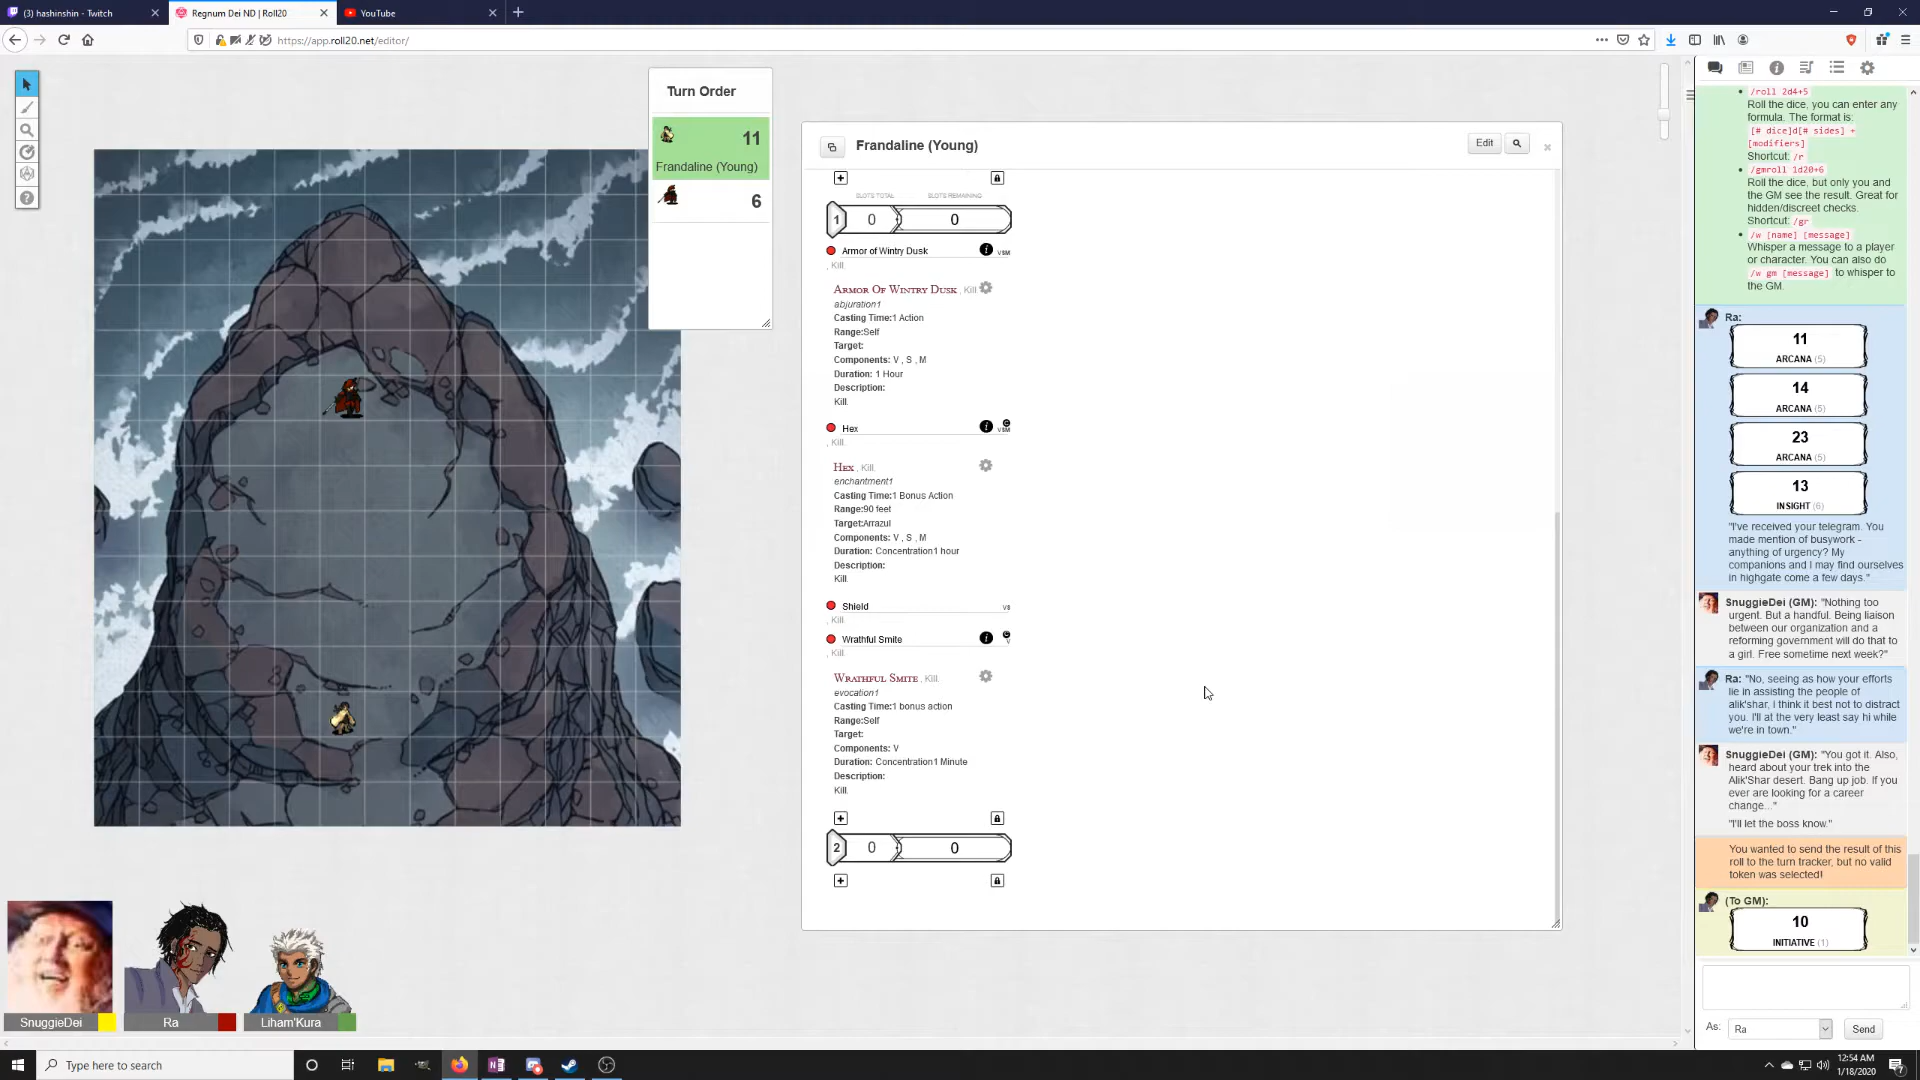 (3) hashinshin - Twitch
Regnum Dei ND | Roll20
YouTube
https://app.roll20.net/editor/
Turn Order
11
Frandaline (Young)
6
Frandaline (Young)
Edit
SLOTS TOTAL
SLOTS REMAINING
1
0
0
Armor of Wintry Dusk
VSM
, Kill.
Armor Of Wintry Dusk , Kill.
abjuration1
Casting Time:1 Action
Range:Self
Target:
Components: V , S , M
Duration: 1 Hour
Description:
Kill.
Hex
C
VSM
, Kill.
Hex , Kill.
enchantment1
Casting Time:1 Bonus Action
Range:90 feet
Target:Arrazul
Components: V , S , M
Duration: Concentration1 hour
Description:
Kill.
Shield
VS
, Kill.
Wrathful Smite
C
V
, Kill.
Wrathful Smite , Kill.
evocation1
Casting Time:1 bonus action
Range:Self
Target:
Components: V
Duration: Concentration1 Minute
Description:
Kill.
2
0
0
/roll 2d4+5
Roll the dice, you can enter any
formula. The format is:
[# dice]d[# sides] +
[modifiers]
Shortcut: /r
/gmroll 1d20+6
Roll the dice, but only you and
the GM see the result. Great for
hidden/discreet checks.
Shortcut: /gr
/w [name] [message]
Whisper a message to a player
or character. You can also do
/w gm [message] to whisper to
the GM.
Ra:
11
ARCANA (5)
14
ARCANA (5)
23
ARCANA (5)
13
INSIGHT (6)
"I've received your telegram. You
made mention of busywork -
anything of urgency? My
companions and I may find ourselves
in highgate come a few days."
SnuggieDei (GM): "Nothing too
urgent. But a handful. Being liaison
between our organization and a
reforming government will do that to
a girl. Free sometime next week?"
Ra: "No, seeing as how your efforts
lie in assisting the people of
alik'shar, i think it best not to distract
you. I'll at the very least say hi while
we're in town."
SnuggieDei (GM): "You got it. Also,
heard about your trek into the
Alik'Shar desert. Bang up job. If you
ever are looking for a career
change..."
"I'll let the boss know."
You wanted to send the result of this
roll to the turn tracker, but no valid
token was selected!
(To GM):
10
INITIATIVE (1)
As:
Ra
Send
SnuggieDei
Ra
Liham'Kura
Type here to search
12:54 AM
1/18/2020
7